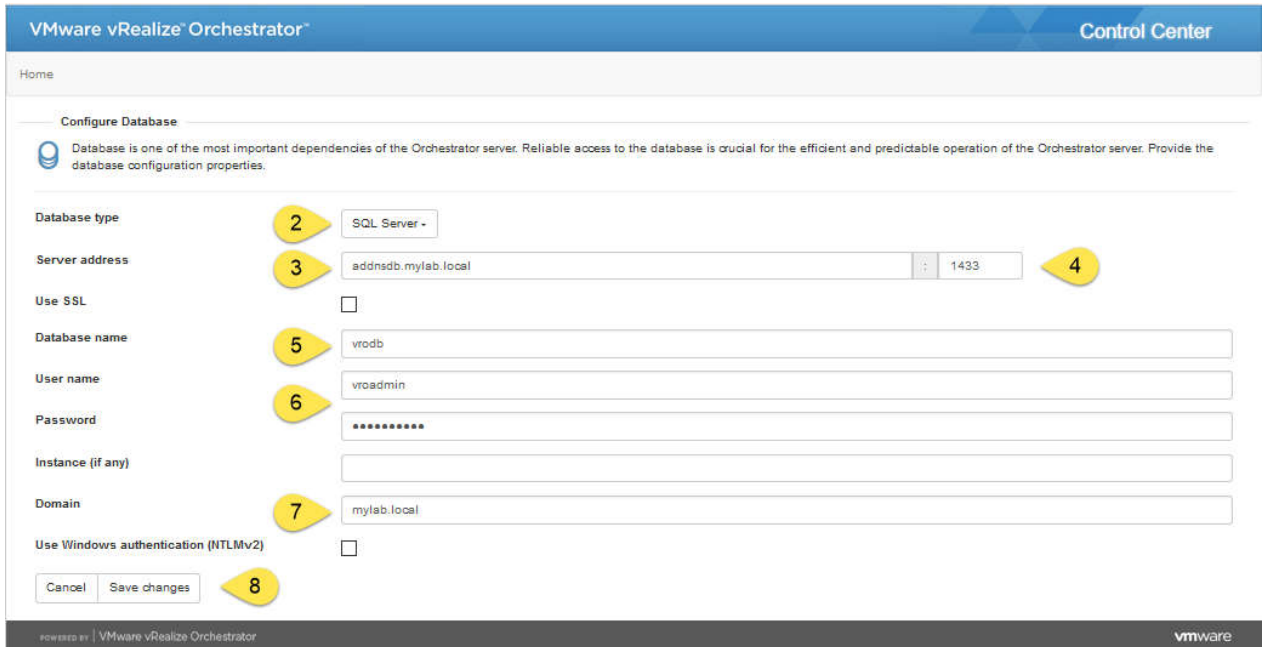 VMware vRealize™ Orchestrator™
Control Center
Home
Configure Database
Database is one of the most important dependencies of the Orchestrator server. Reliable access to the database is crucial for the efficient and predictable operation of the Orchestrator server. Provide the
database configuration properties.
Database type 2 SQL Server
Server address 3 addnsdb.mylab.local : 1433 4
Use SSL
Database name 5 vrodb
User name vroadmin
6
Password ••••••••••
Instance (if any)
Domain 7 mylab.local
Use Windows authentication (NTLMv2)
Cancel Save changes 8
POWERED BY | VMware vRealize Orchestrator vmware